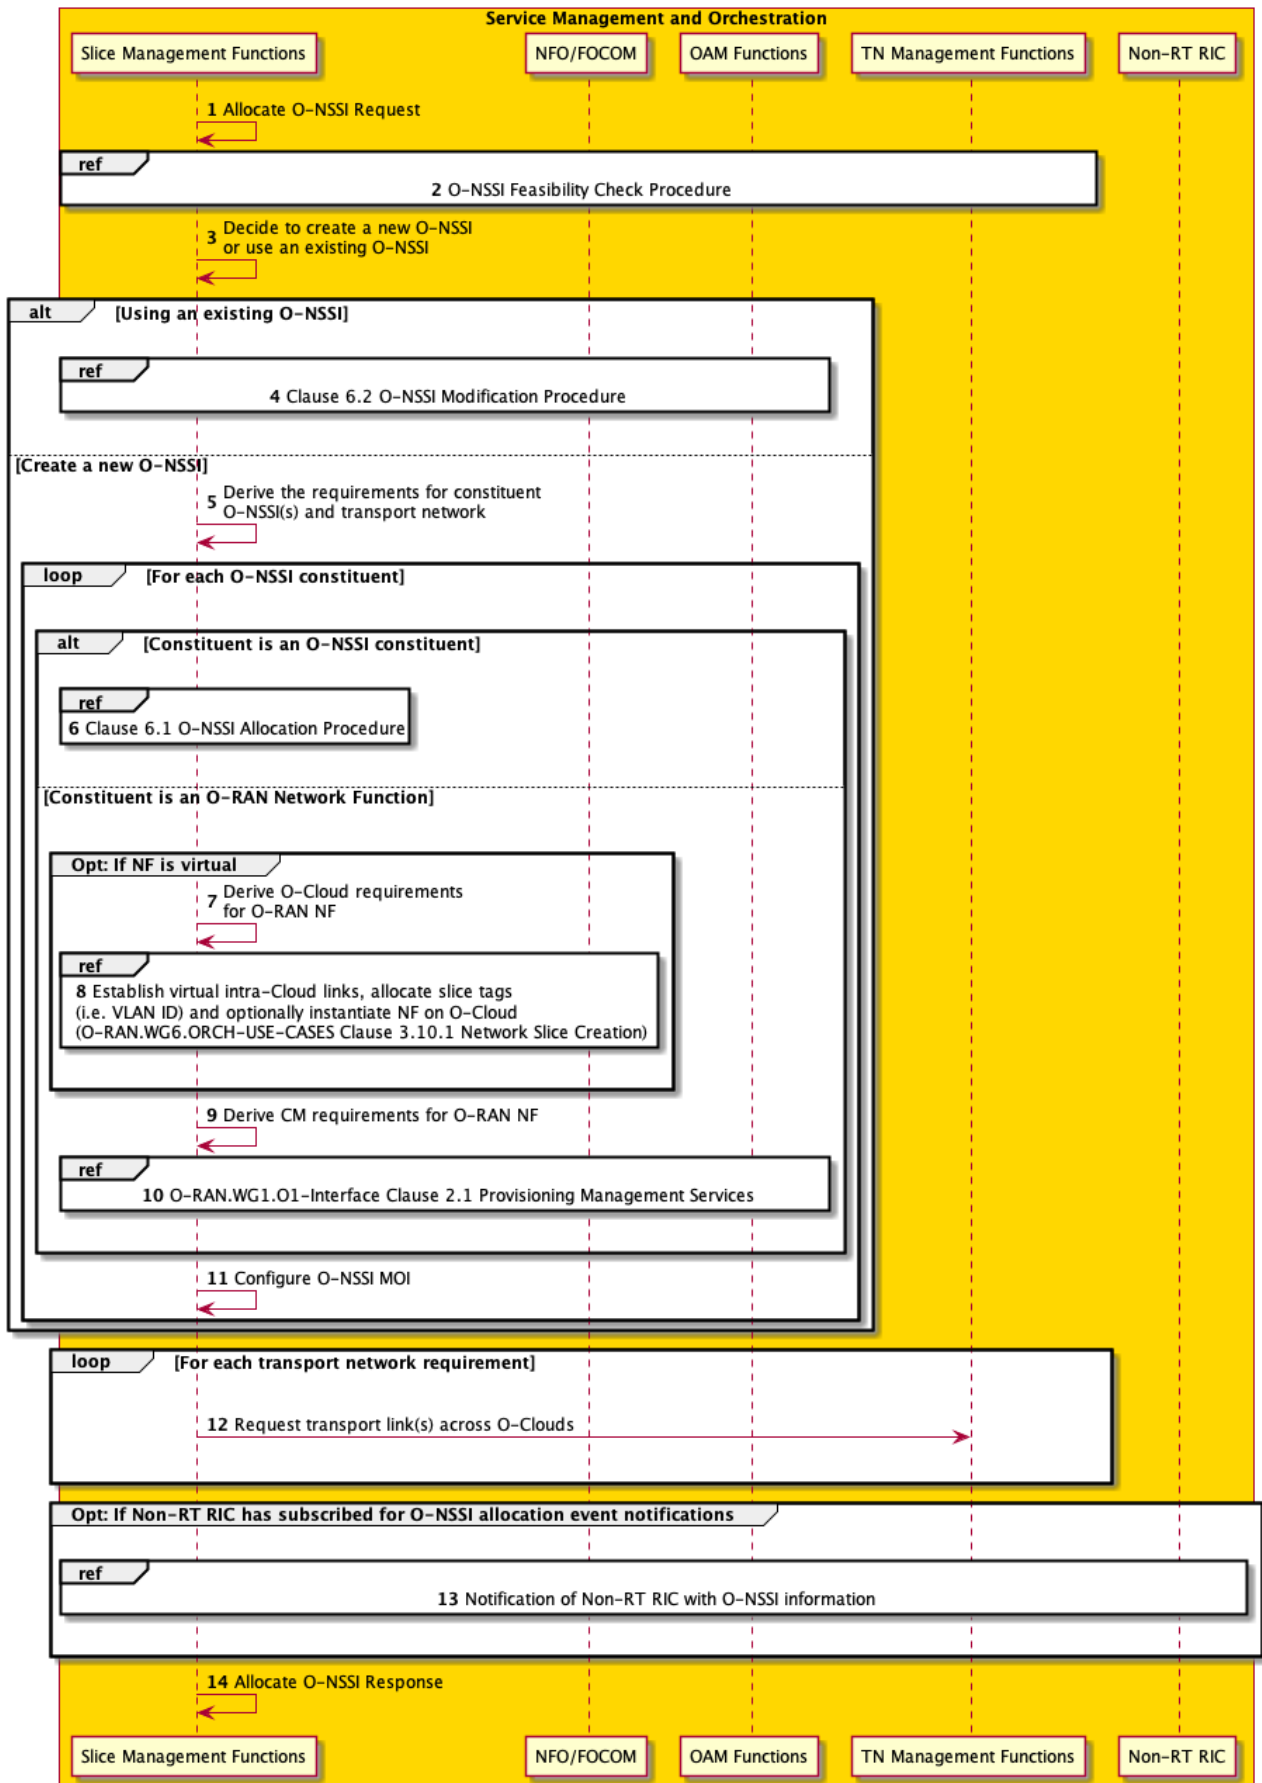 Service Management and Orchestration
Slice Management Functions
NFO/FOCOM
OAM Functions
TN Management Functions
Non-RT RIC
1 Allocate O-NSSI Request
ref
2 O-NSSI Feasibility Check Procedure
3 Decide to create a new O-NSSI
or use an existing O-NSSI
alt [Using an existing O-NSSI]
ref
4 Clause 6.2 O-NSSI Modification Procedure
[Create a new O-NSSI]
5 Derive the requirements for constituent
O-NSSI(s) and transport network
loop [For each O-NSSI constituent]
alt [Constituent is an O-NSSI constituent]
ref
6 Clause 6.1 O-NSSI Allocation Procedure
[Constituent is an O-RAN Network Function]
Opt: If NF is virtual
7 Derive O-Cloud requirements
for O-RAN NF
ref
8 Establish virtual intra-Cloud links, allocate slice tags
(i.e. VLAN ID) and optionally instantiate NF on O-Cloud
(O-RAN.WG6.ORCH-USE-CASES Clause 3.10.1 Network Slice Creation)
9 Derive CM requirements for O-RAN NF
ref
10 O-RAN.WG1.O1-Interface Clause 2.1 Provisioning Management Services
11 Configure O-NSSI MOI
loop [For each transport network requirement]
12 Request transport link(s) across O-Clouds
Opt: If Non-RT RIC has subscribed for O-NSSI allocation event notifications
ref
13 Notification of Non-RT RIC with O-NSSI information
14 Allocate O-NSSI Response
Slice Management Functions
NFO/FOCOM
OAM Functions
TN Management Functions
Non-RT RIC